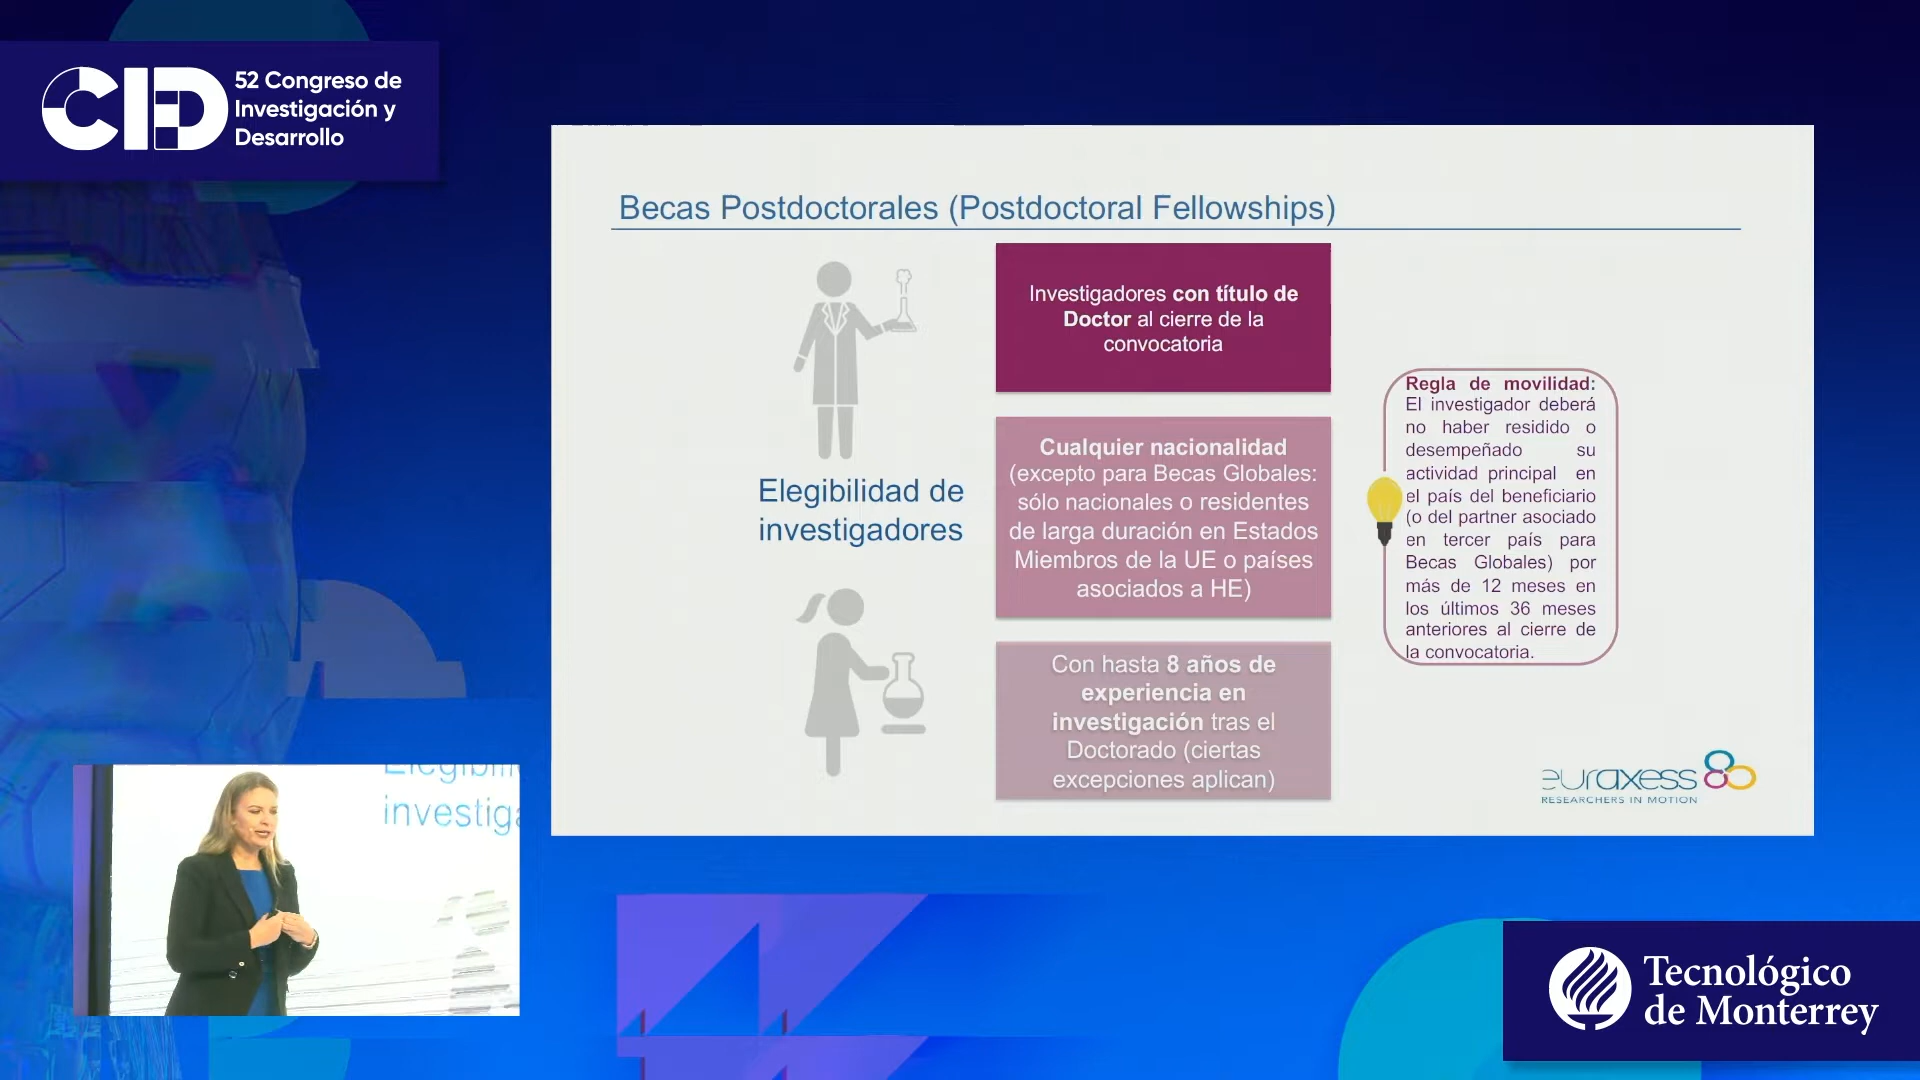 CID
52 Congreso de
Investigación y
Desarrollo
Becas Postdoctorales (Postdoctoral Fellowships)
Investigadores con título de
Doctor al cierre de la
convocatoria
Elegibilidad de
investigadores
Cualquier nacionalidad
(excepto para Becas Globales:
sólo nacionales o residentes
de larga duración en Estados
Miembros de la UE o países
asociados a HE)
Con hasta 8 años de
experiencia en
investigación tras el
Doctorado (ciertas
excepciones aplican)
Regla de movilidad:
El investigador deberá
no haber residido o
desempeñado su
actividad principal en
el país del beneficiario
(o del partner asociado
en tercer país para
Becas Globales) por
más de 12 meses en
los últimos 36 meses
anteriores al cierre de
la convocatoria.
euraxess
RESEARCHERS IN MOTION
Tecnológico
de Monterrey